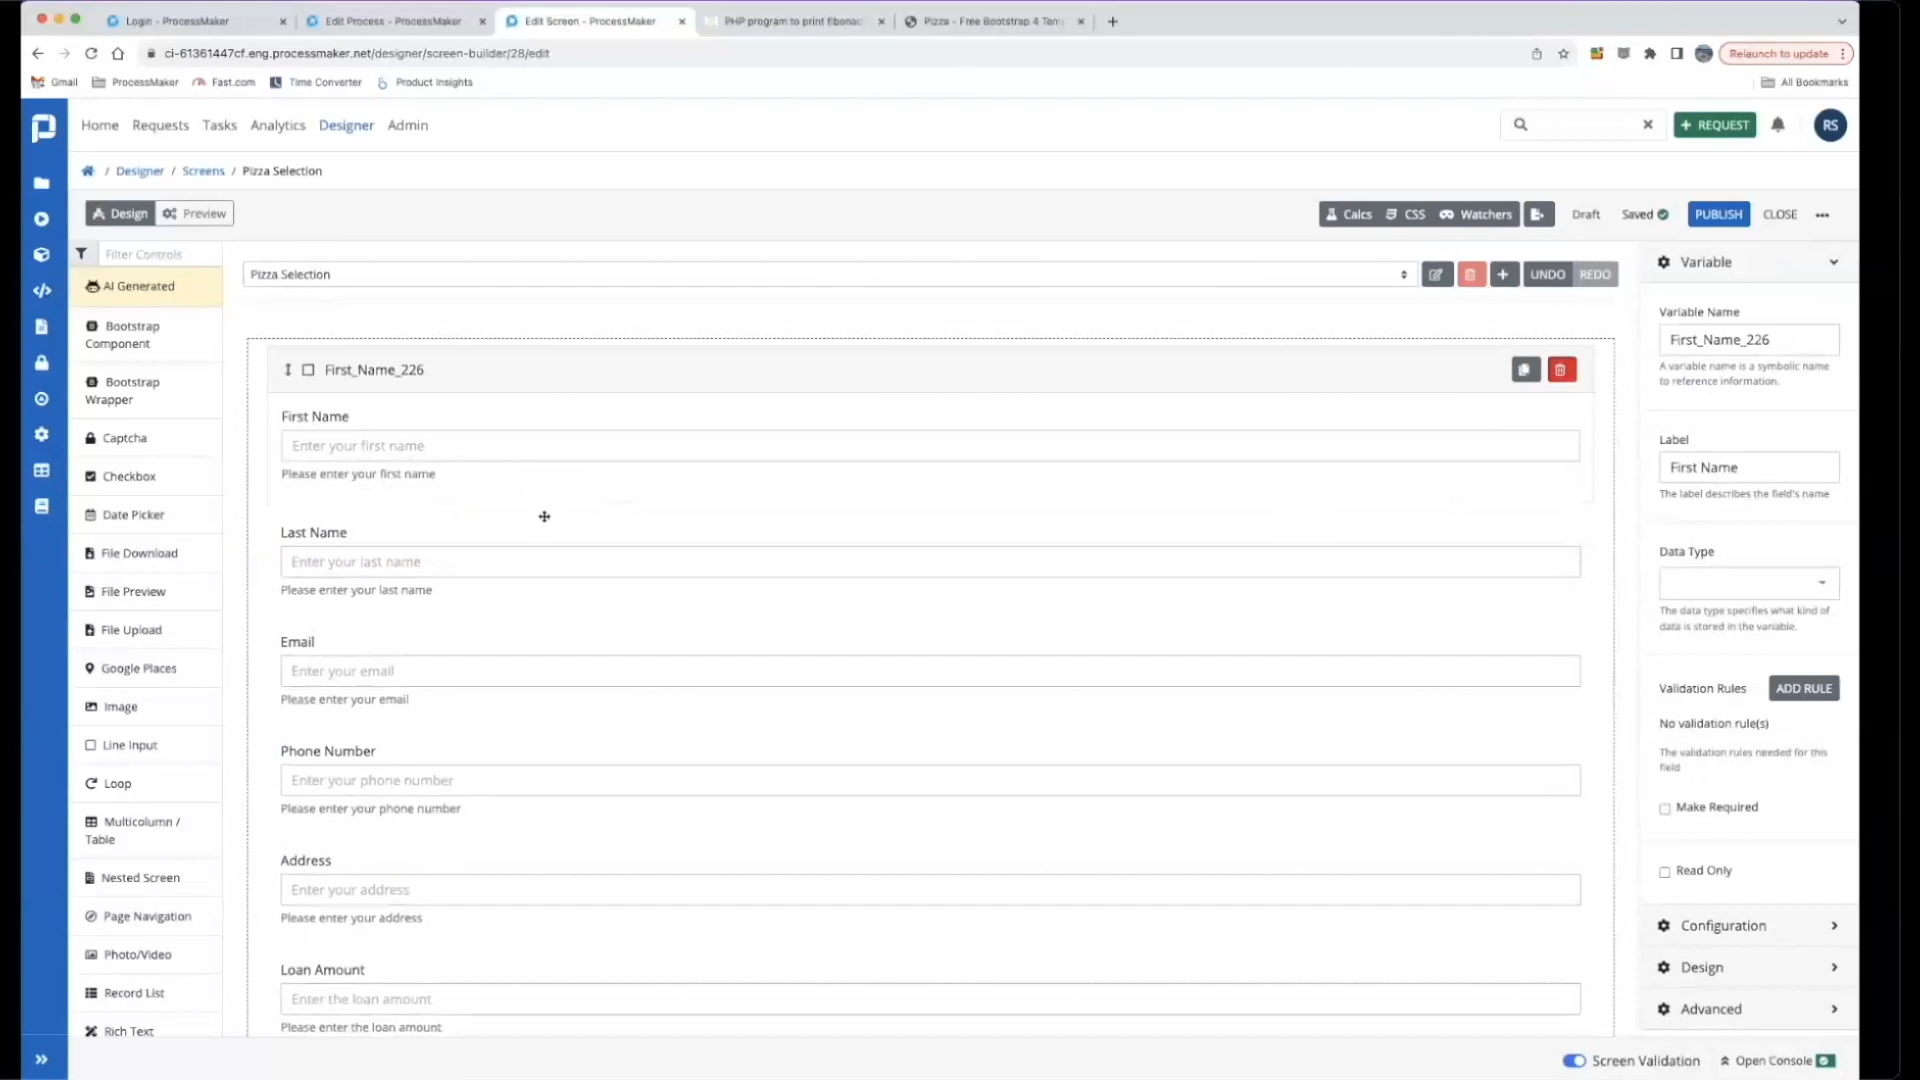 Login - ProcessMaker
Edit Process - ProcessMaker
Edit Screen - ProcessMaker
PHP program to print fibonac
Pizza - Free Bootstrap 4 Tem
ci-61361447cf.eng.processmaker.net/designer/screen-builder/28/edit
Relaunch to update
Gmail
ProcessMaker
Fast.com
Time Converter
Product Insights
All Bookmarks
Home
Requests
Tasks
Analytics
Designer
Admin
+ REQUEST
RS
/ Designer / Screens / Pizza Selection
Design
Preview
Calcs
CSS
Watchers
Draft
Saved
PUBLISH
CLOSE
Filter Controls
AI Generated
Bootstrap
Component
Bootstrap
Wrapper
Captcha
Checkbox
Date Picker
File Download
File Preview
File Upload
Google Places
Image
Line Input
Loop
Multicolumn /
Table
Nested Screen
Page Navigation
Photo/Video
Record List
Rich Text
Pizza Selection
UNDO
REDO
First_Name_226
First Name
Enter your first name
Please enter your first name
Last Name
Enter your last name
Please enter your last name
Email
Enter your email
Please enter your email
Phone Number
Enter your phone number
Please enter your phone number
Address
Enter your address
Please enter your address
Loan Amount
Enter the loan amount
Please enter the loan amount
Variable
Variable Name
First_Name_226
A variable name is a symbolic name
to reference information.
Label
First Name
The label describes the field's name
Data Type
The data type specifies what kind of
data is stored in the variable.
Validation Rules
ADD RULE
No validation rule(s)
The validation rules needed for this
field
Make Required
Read Only
Configuration
Design
Advanced
Screen Validation
Open Console